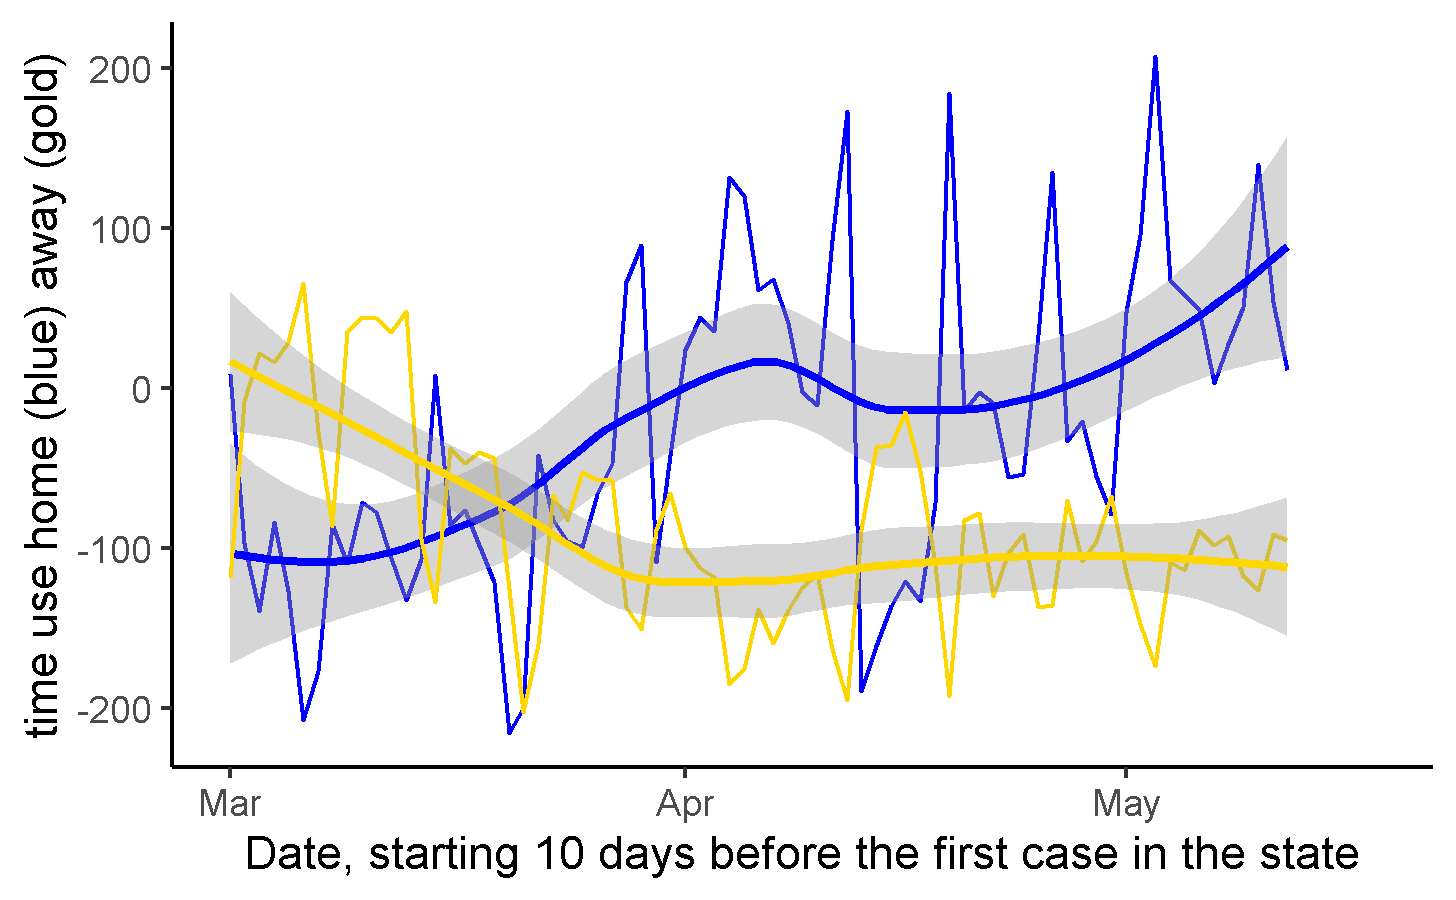 time use home (blue) away (gold)
200
100
0
-100
-200
Mar
Apr
May
Date, starting 10 days before the first case in the state